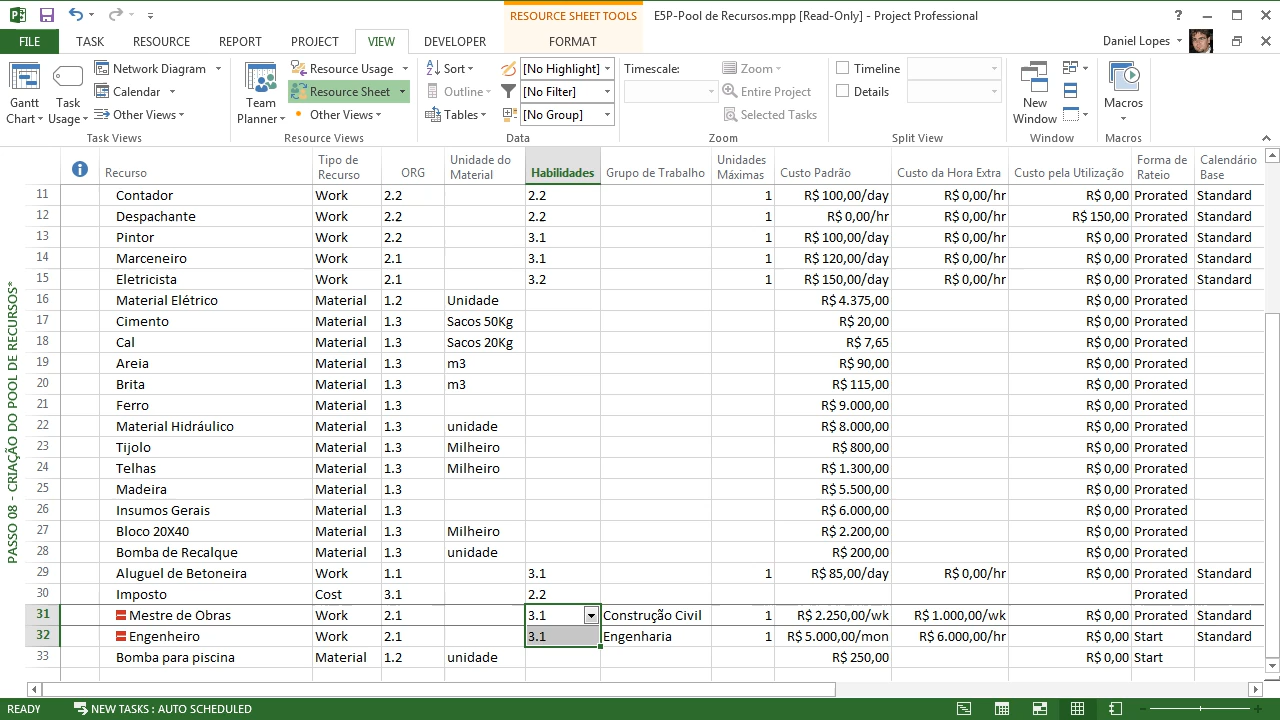 RESOURCE SHEET TOOLS
E5P-Pool de Recursos.mpp [Read-Only] - Project Professional
FILE TASK RESOURCE REPORT PROJECT VIEW DEVELOPER FORMAT Daniel Lopes
Gantt Chart
Task Usage
Network Diagram
Calendar
Other Views
Task Views
Team Planner
Resource Usage
Resource Sheet
Other Views
Resource Views
Sort
Outline
Tables
[No Highlight]
[No Filter]
[No Group]
Data
Timescale:
Zoom
Entire Project
Selected Tasks
Zoom
Timeline
Details
Split View
New Window
Window
Macros
Macros
PASSO 08 - CRIAÇÃO DO POOL DE RECURSOS*
Recurso Tipo de Recurso ORG Unidade do Material Habilidades Grupo de Trabalho Unidades Máximas Custo Padrão Custo da Hora Extra Custo pela Utilização Forma de Rateio Calendário Base
11 Contador Work 2.2 2.2 1 R$ 100,00/day R$ 0,00/hr R$ 0,00 Prorated Standard
12 Despachante Work 2.2 2.2 1 R$ 0,00/hr R$ 0,00/hr R$ 150,00 Prorated Standard
13 Pintor Work 2.2 3.1 1 R$ 100,00/day R$ 0,00/hr R$ 0,00 Prorated Standard
14 Marceneiro Work 2.1 3.1 1 R$ 120,00/day R$ 0,00/hr R$ 0,00 Prorated Standard
15 Eletricista Work 2.1 3.2 1 R$ 150,00/day R$ 0,00/hr R$ 0,00 Prorated Standard
16 Material Elétrico Material 1.2 Unidade R$ 4.375,00 R$ 0,00 Prorated
17 Cimento Material 1.3 Sacos 50Kg R$ 20,00 R$ 0,00 Prorated
18 Cal Material 1.3 Sacos 20Kg R$ 7,65 R$ 0,00 Prorated
19 Areia Material 1.3 m3 R$ 90,00 R$ 0,00 Prorated
20 Brita Material 1.3 m3 R$ 115,00 R$ 0,00 Prorated
21 Ferro Material 1.3 R$ 9.000,00 R$ 0,00 Prorated
22 Material Hidráulico Material 1.3 unidade R$ 8.000,00 R$ 0,00 Prorated
23 Tijolo Material 1.3 Milheiro R$ 800,00 R$ 0,00 Prorated
24 Telhas Material 1.3 Milheiro R$ 1.300,00 R$ 0,00 Prorated
25 Madeira Material 1.3 R$ 5.500,00 R$ 0,00 Prorated
26 Insumos Gerais Material 1.3 R$ 6.000,00 R$ 0,00 Prorated
27 Bloco 20X40 Material 1.3 Milheiro R$ 2.200,00 R$ 0,00 Prorated
28 Bomba de Recalque Material 1.3 unidade R$ 200,00 R$ 0,00 Prorated
29 Aluguel de Betoneira Work 1.1 3.1 1 R$ 85,00/day R$ 0,00/hr R$ 0,00 Prorated Standard
30 Imposto Cost 3.1 2.2 Prorated
31 Mestre de Obras Work 2.1 3.1 Construção Civil 1 R$ 2.250,00/wk R$ 1.000,00/wk R$ 0,00 Prorated Standard
32 Engenheiro Work 2.1 3.1 Engenharia 1 R$ 5.000,00/mon R$ 6.000,00/hr R$ 0,00 Start Standard
33 Bomba para piscina Material 1.2 unidade R$ 250,00 R$ 0,00 Start
READY NEW TASKS : AUTO SCHEDULED